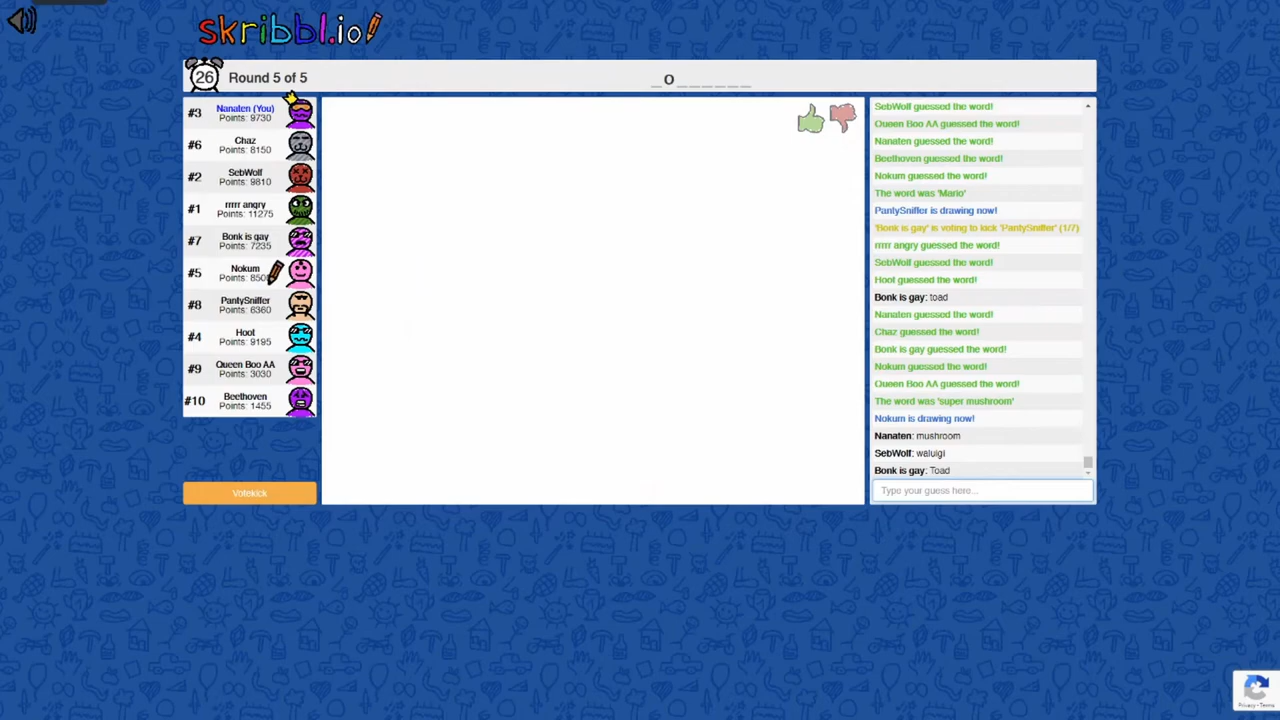 skribbl.io
26
Round 5 of 5
_ o _ _ _ _ _ _
#3 Nanaten (You)
Points: 9730
#6 Chaz
Points: 8150
#2 SebWolf
Points: 9810
#1 rrrrr angry
Points: 11275
#7 Bonk is gay
Points: 7235
#5 Nokum
Points: 850
#8 PantySniffer
Points: 6360
#4 Hoot
Points: 9195
#9 Queen Boo AA
Points: 3030
#10 Beethoven
Points: 1455
Votekick
SebWolf guessed the word!
Queen Boo AA guessed the word!
Nanaten guessed the word!
Beethoven guessed the word!
Nokum guessed the word!
The word was 'Mario'
PantySniffer is drawing now!
'Bonk is gay' is voting to kick 'PantySniffer' (1/7)
rrrrr angry guessed the word!
SebWolf guessed the word!
Hoot guessed the word!
Bonk is gay: toad
Nanaten guessed the word!
Chaz guessed the word!
Bonk is gay guessed the word!
Nokum guessed the word!
Queen Boo AA guessed the word!
The word was 'super mushroom'
Nokum is drawing now!
Nanaten: mushroom
SebWolf: waluigi
Bonk is gay: Toad
Type your guess here...
Privacy - Terms